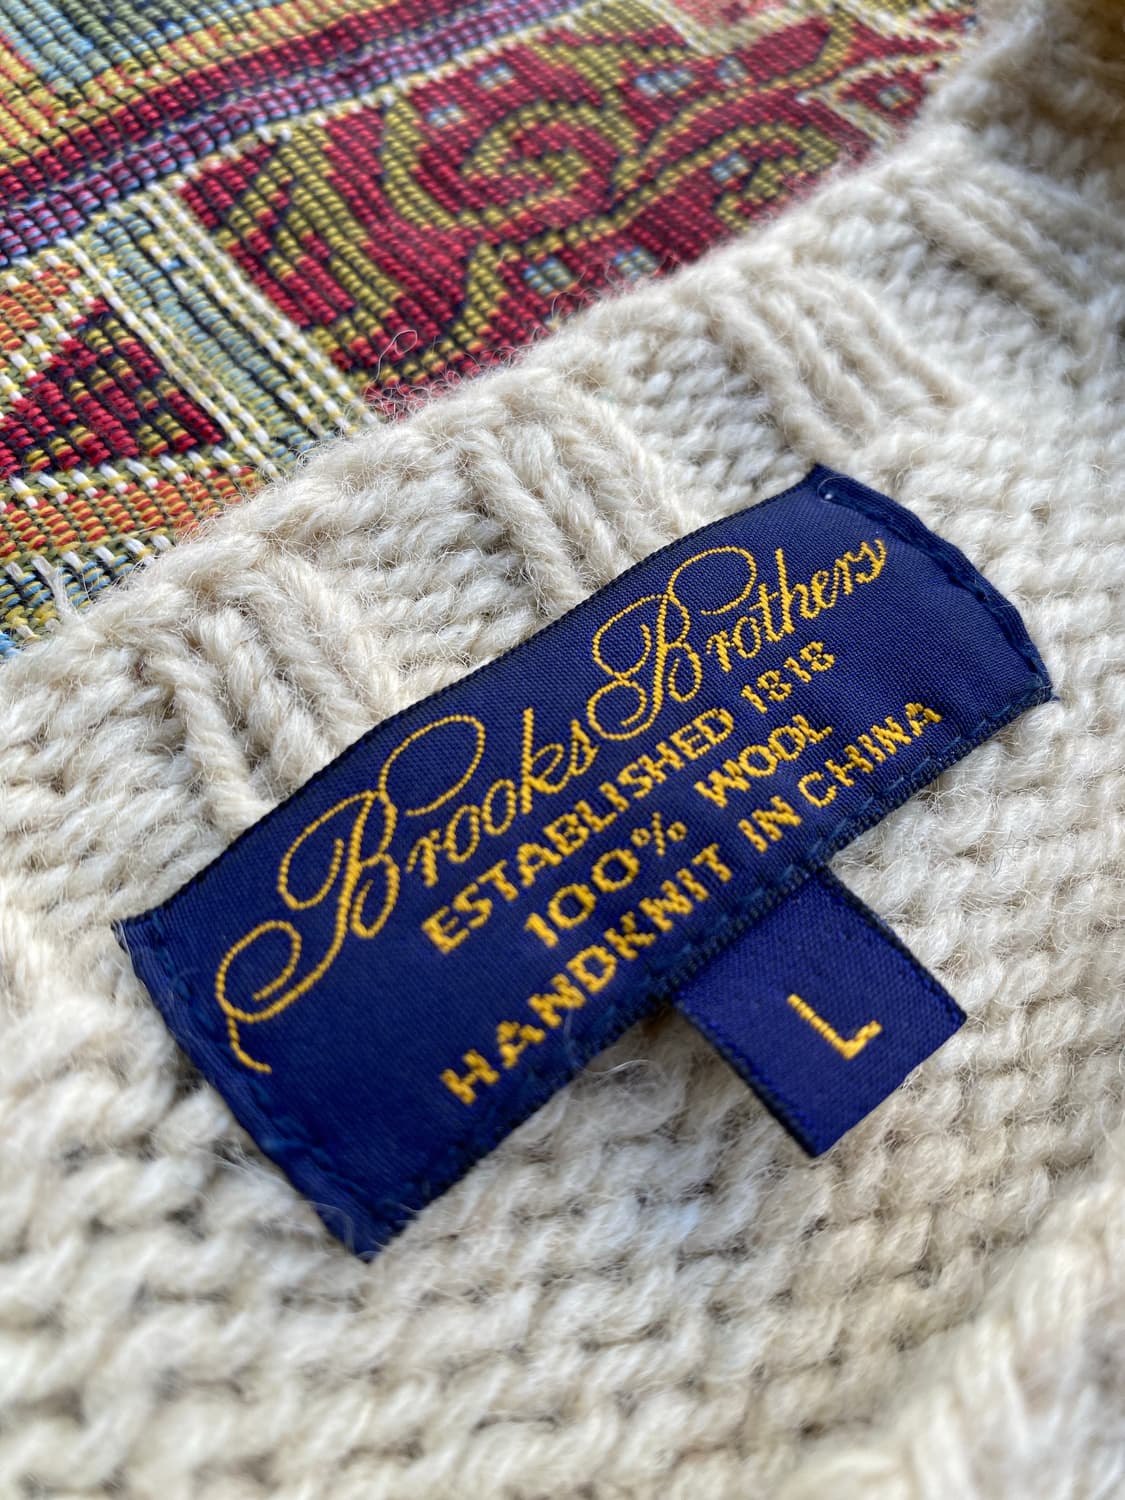 Brooks Brothers
ESTABLISHED 1818
100% WOOL
HANDKNIT IN CHINA
L